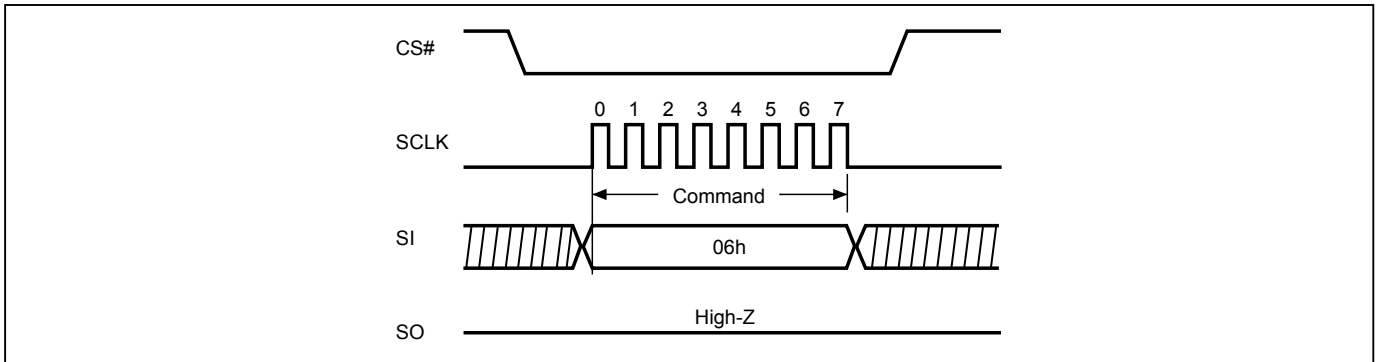 CS#
0 1 2 3 4 5 6 7
SCLK
Command
SI
06h
High-Z
SO